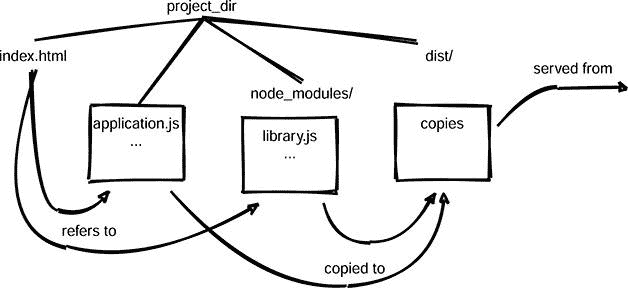 project_dir
index.html
dist/
served from
node_modules/
application.js
...
library.js
...
copies
refers to
copied to